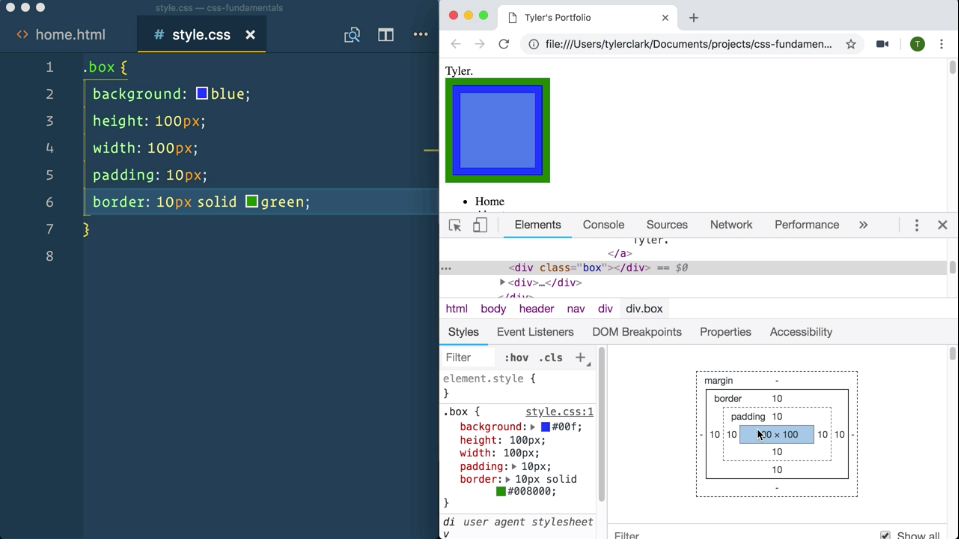 style.css — css-fundamentals
<> home.html
# style.css ×
1 .box {
2 background: blue;
3 height: 100px;
4 width: 100px;
5 padding: 10px;
6 border: 10px solid green;
7 }
8
Tyler's Portfolio
file:///Users/tylerclark/Documents/projects/css-fundamen...
T
Tyler.
• Home
Elements Console Sources Network Performance »
Tyler.
</a>
<div class="box"></div> == $0
<div>…</div>
</div>
html body header nav div div.box
Styles Event Listeners DOM Breakpoints Properties Accessibility
Filter :hov .cls +
element.style {
}
.box { style.css:1
background: #00f;
height: 100px;
width: 100px;
padding: 10px;
border: 10px solid
#008000;
}
di user agent stylesheet
v
margin -
border 10
padding 10
- 10 10 × 100 10 10 -
10
10
-
Filter Show all